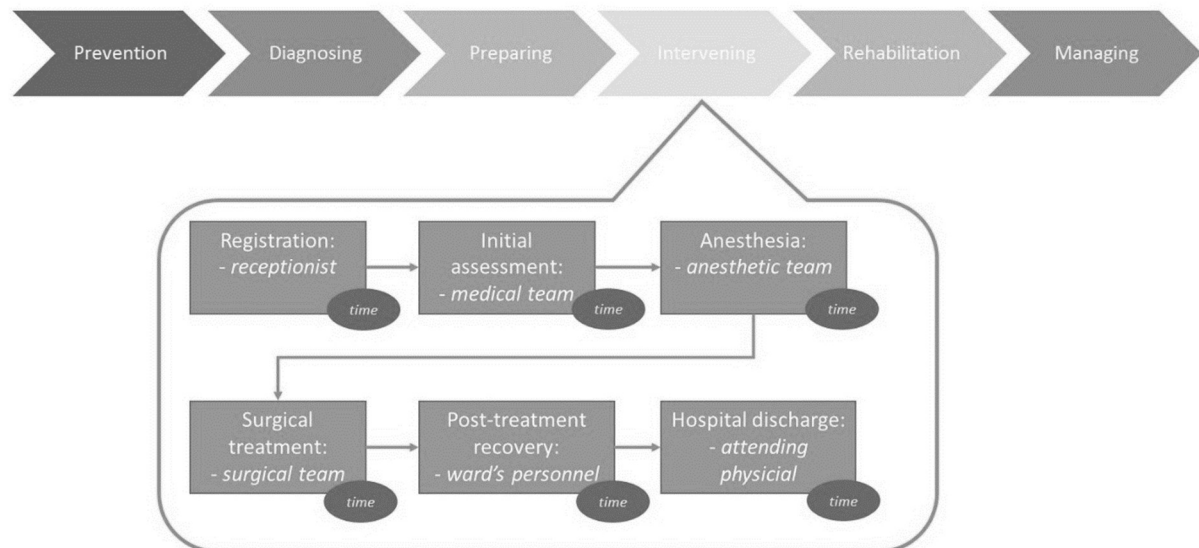 Prevention
Diagnosing
Preparing
Intervening
Rehabilitation
Managing
Registration:
- receptionist
time
Initial
assessment:
- medical team
time
Anesthesia:
- anesthetic team
time
Surgical
treatment:
- surgical team
time
Post-treatment
recovery:
- ward's personnel
time
Hospital discharge:
- attending
physicial
time